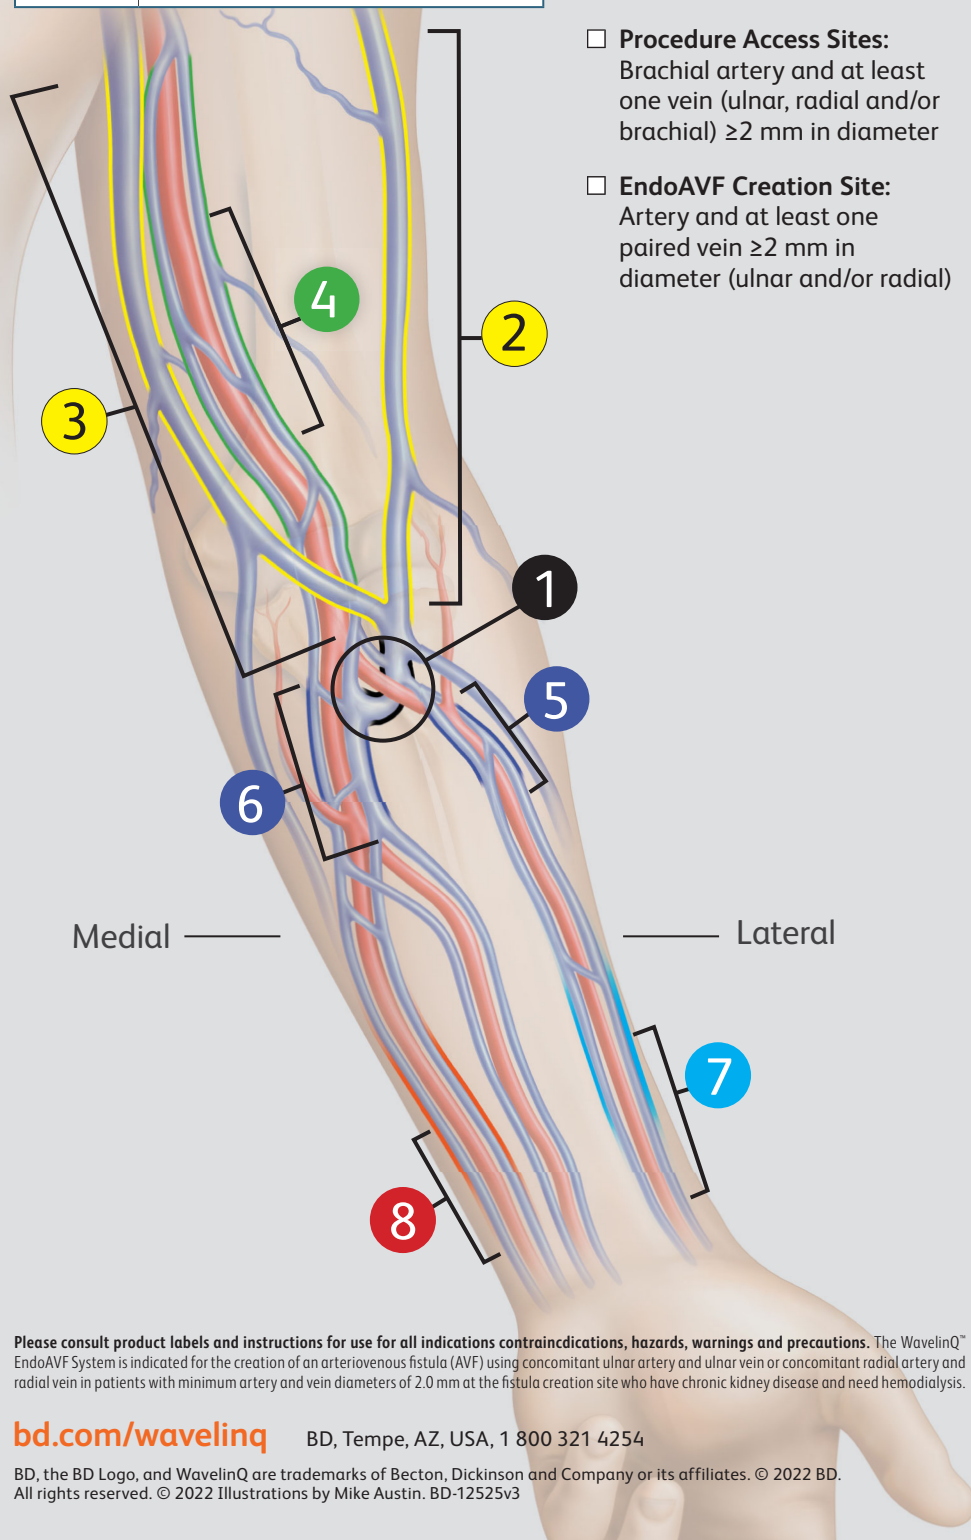 ☐ Procedure Access Sites:
Brachial artery and at least
one vein (ulnar, radial and/or
brachial) ≥2 mm in diameter
☐ EndoAVF Creation Site:
Artery and at least one
paired vein ≥2 mm in
diameter (ulnar and/or radial)
4
2
3
1
5
6
Medial
Lateral
7
8
Please consult product labels and instructions for use for all indications contraincdications, hazards, warnings and precautions. The WavelinQ™
EndoAVF System is indicated for the creation of an arteriovenous fistula (AVF) using concomitant ulnar artery and ulnar vein or concomitant radial artery and
radial vein in patients with minimum artery and vein diameters of 2.0 mm at the fistula creation site who have chronic kidney disease and need hemodialysis.
bd.com/wavelinq BD, Tempe, AZ, USA, 1 800 321 4254
BD, the BD Logo, and WavelinQ are trademarks of Becton, Dickinson and Company or its affiliates. © 2022 BD.
All rights reserved. © 2022 Illustrations by Mike Austin. BD-12525v3